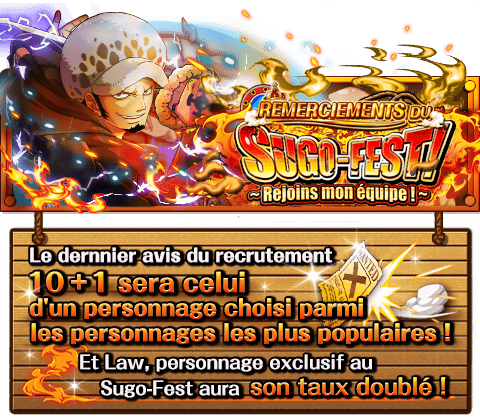 REMERCIEMENTS DU
SUGO-FEST!
~ Rejoins mon équipe ! ~
Le dernnier avis du recrutement
10+1 sera celui
d'un personnage choisi parmi
les personnages les plus populaires !
Et Law, personnage exclusif au
Sugo-Fest aura son taux doublé !